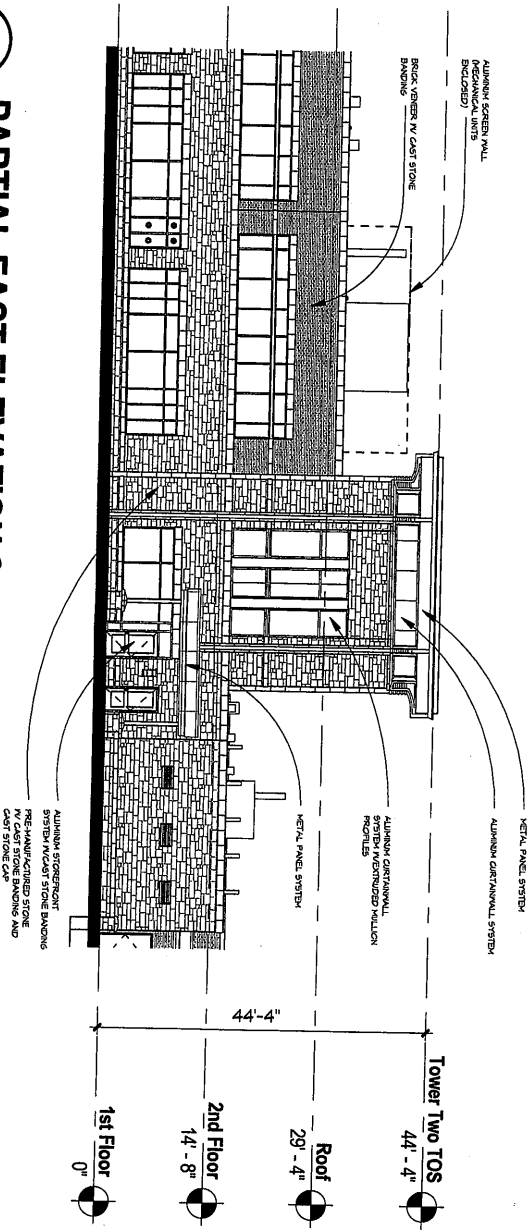 ALUMINUM SCREEN WALL
(MECHANICAL UNITS
ENCLOSED)
BRICK VENEER W/ CAST STONE
BANDING
METAL PANEL SYSTEM
ALUMINUM CURTAINWALL SYSTEM
ALUMINUM CURTAINWALL
SYSTEM W/EXTRUDED MULLION
PROFILES
METAL PANEL SYSTEM
ALUMINUM STOREFRONT
SYSTEM W/CAST STONE BANDING
PRE-MANUFACTURED STONE
W/ CAST STONE BANDING AND
CAST STONE CAP
44'-4"
Tower Two TOS
44' - 4"
Roof
29' - 4"
2nd Floor
14' - 8"
1st Floor
0"
PARTIAL EAST ELEVATION